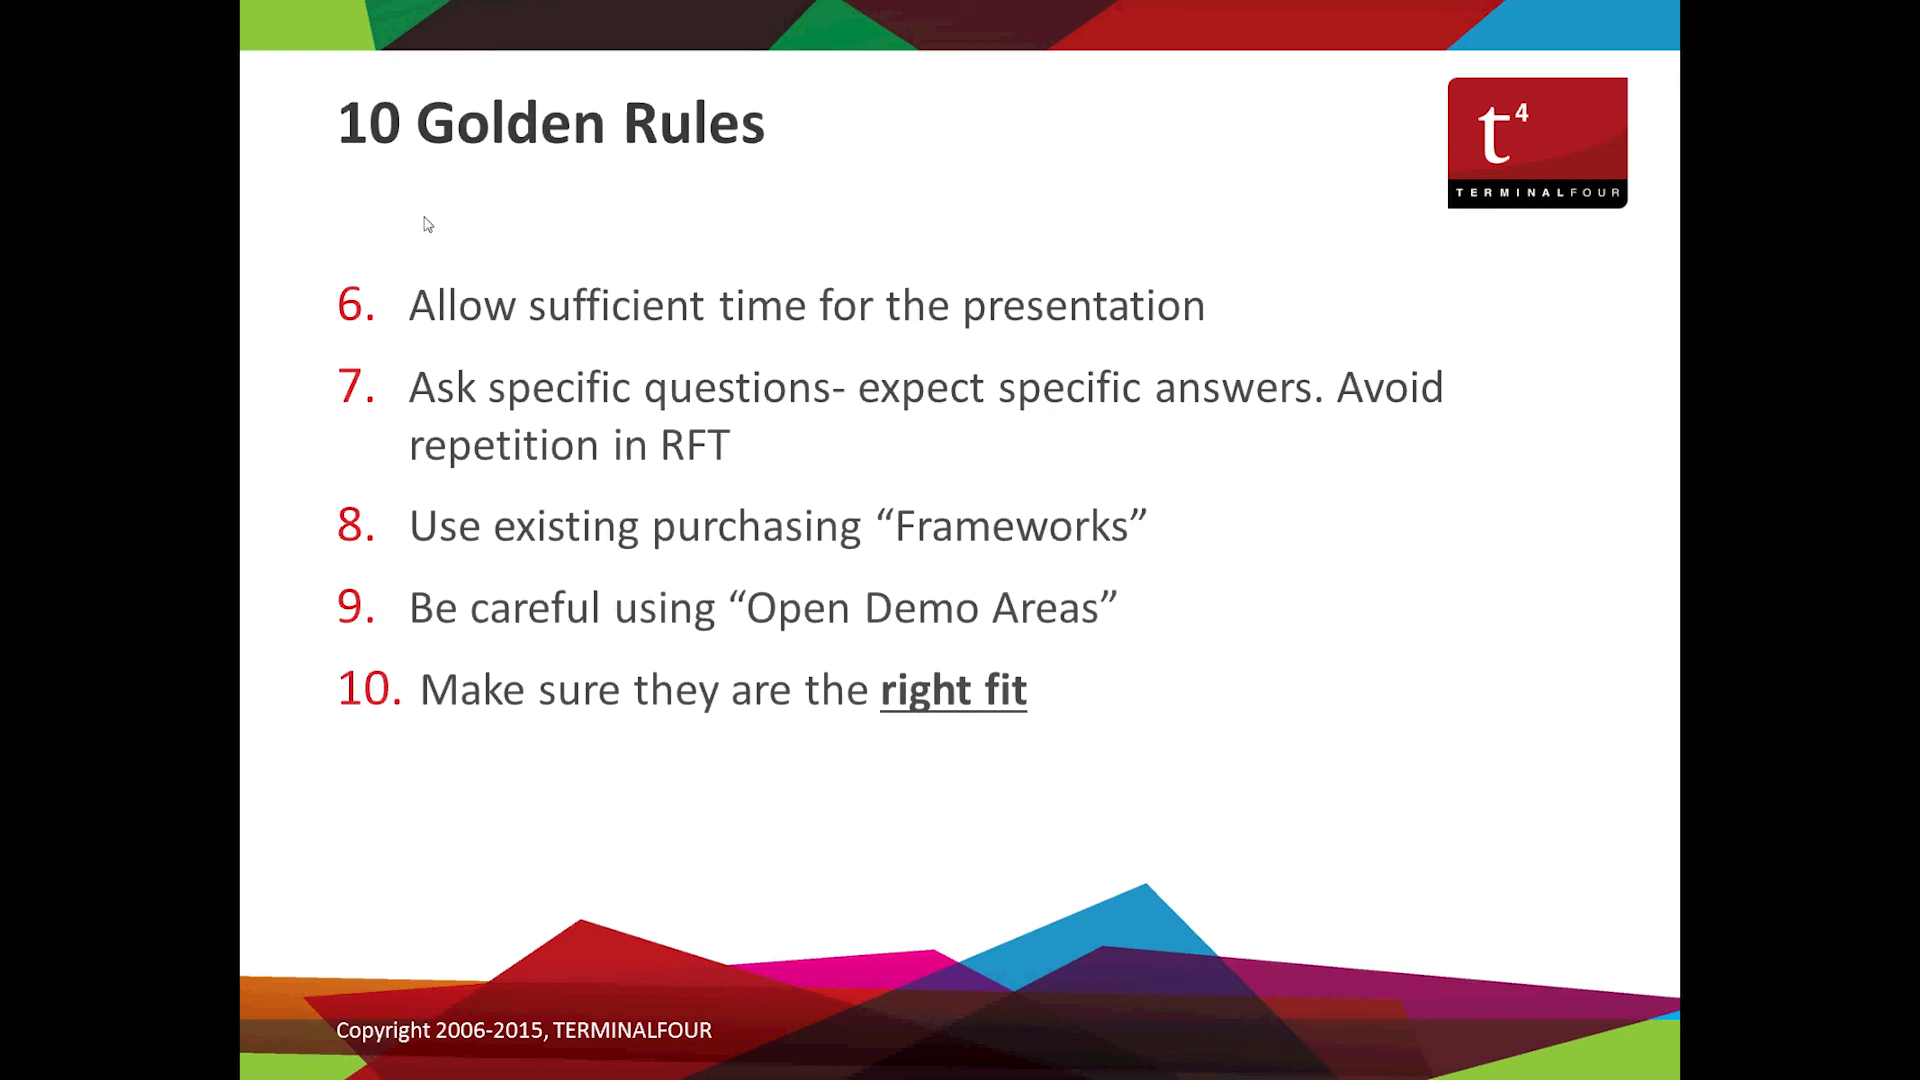 10 Golden Rules
t4
TERMINALFOUR
6. Allow sufficient time for the presentation
7. Ask specific questions- expect specific answers. Avoid
repetition in RFT
8. Use existing purchasing “Frameworks”
9. Be careful using “Open Demo Areas”
10. Make sure they are the right fit
Copyright 2006-2015, TERMINALFOUR